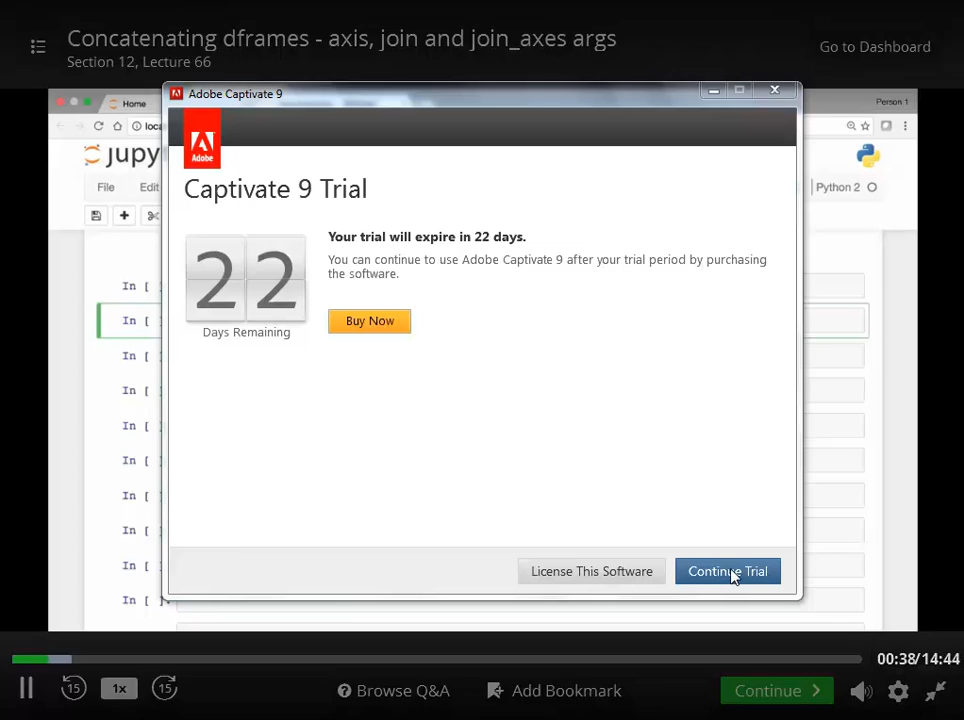 Concatenating dframes - axis, join and join_axes args
Go to Dashboard
Section 12, Lecture 66
Adobe Captivate 9
Home
Person 1
Adobe
jupy
Captivate 9 Trial
File
Edit
Python 2
Your trial will expire in 22 days.
You can continue to use Adobe Captivate 9 after your trial period by purchasing
the software.
22
Buy Now
Days Remaining
In [
In [
In [
In [
In [
In [
In [
In [
In [
In [ ]:
License This Software
Continue Trial
00:38/14:44
15
1x
15
Browse Q&A
Add Bookmark
Continue